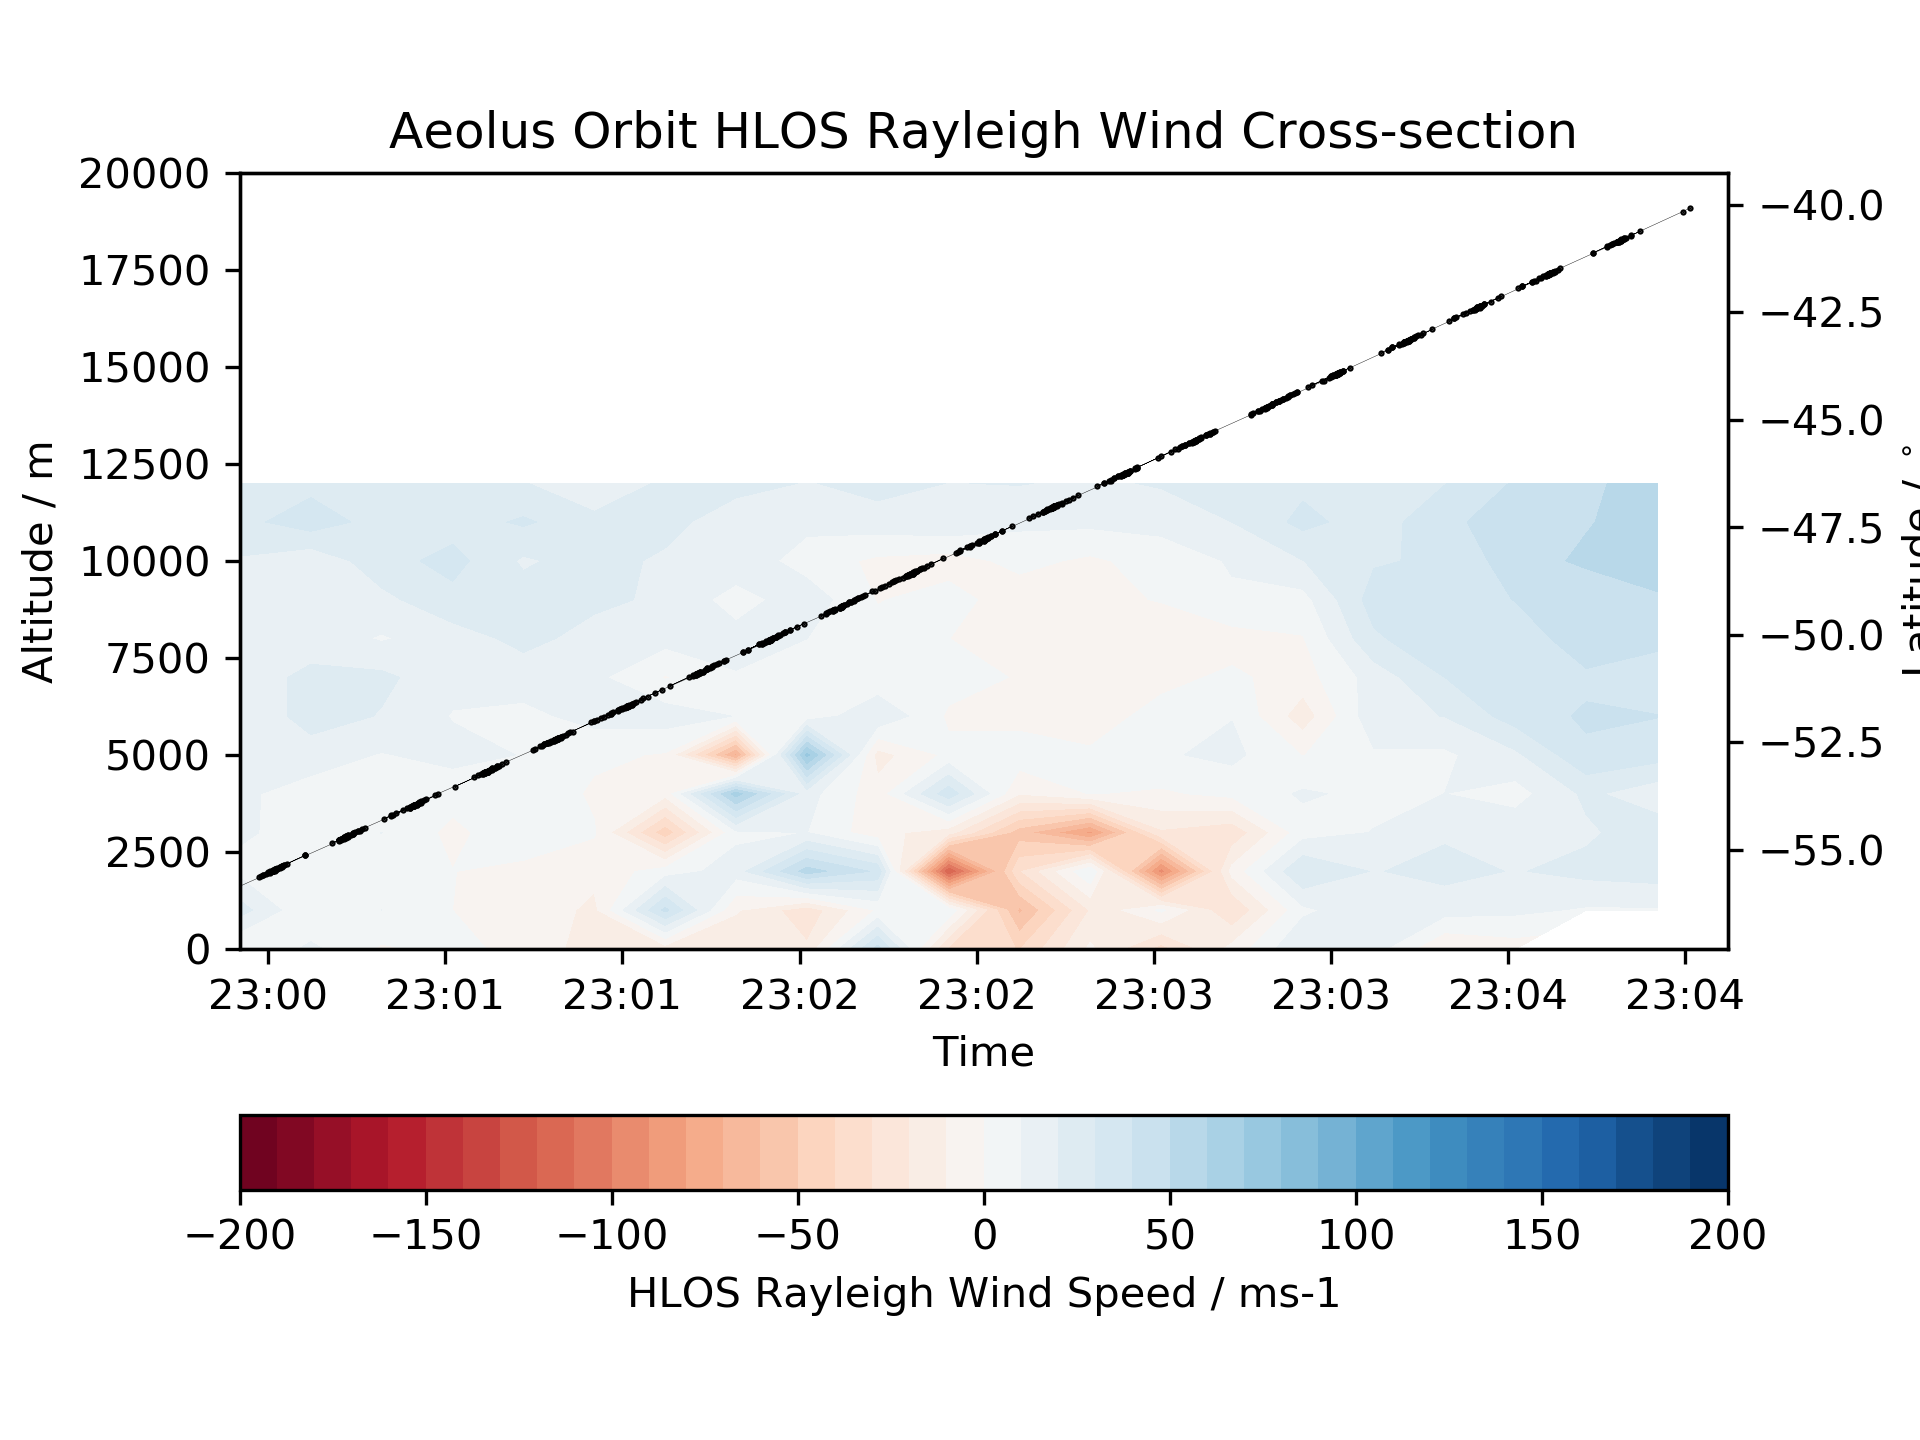 Aeolus Orbit HLOS Rayleigh Wind Cross-section
20000
17500
15000
12500
10000
7500
5000
2500
0
Altitude / m
−40.0
−42.5
−45.0
−47.5
−50.0
−52.5
−55.0
Latitude / °
23:00 23:01 23:01 23:02 23:02 23:03 23:03 23:04 23:04
Time
−200 −150 −100 −50 0 50 100 150 200
HLOS Rayleigh Wind Speed / ms-1